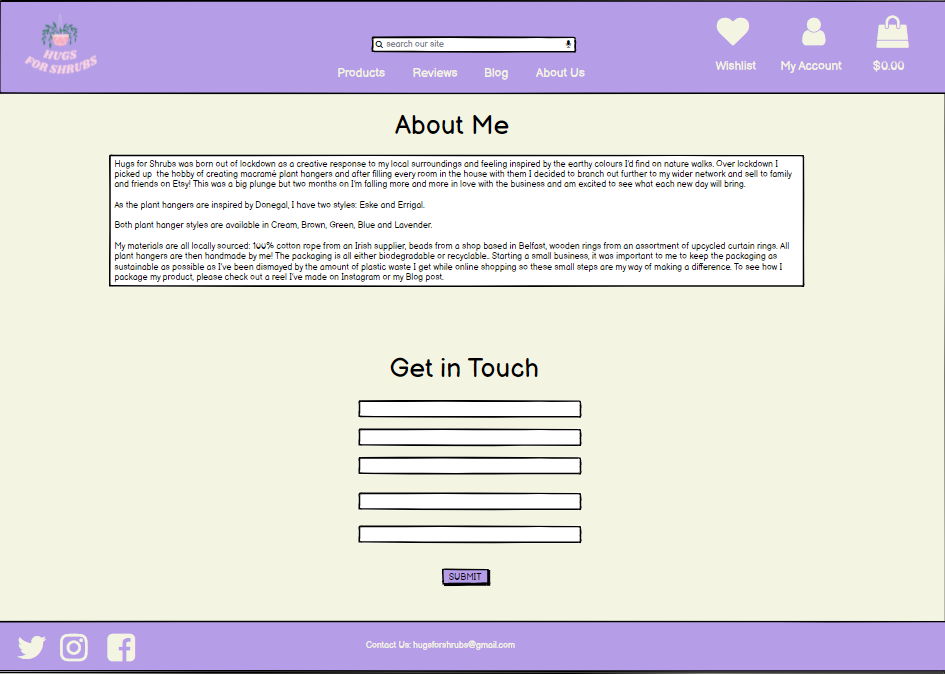 HUGS
FOR SHRUBS
search our site
Products Reviews Blog About Us
Wishlist My Account $0.00
About Me
Hugs for Shrubs was born out of lockdown as a creative response to my local surroundings and feeling inspired by the earthy colours I'd find on nature walks. Over lockdown I
picked up the hobby of creating macramé plant hangers and after filling every room in the house with them I decided to branch out further to my wider network and sell to family
and friends on Etsy! This was a big plunge but two months on I'm falling more and more in love with the business and am excited to see what each new day will bring.
As the plant hangers are inspired by Donegal, I have two styles: Eske and Errigal.
Both plant hanger styles are available in Cream, Brown, Green, Blue and Lavender.
My materials are all locally sourced: 100% cotton rope from an Irish supplier, beads from a shop based in Belfast, wooden rings from an assortment of upcycled curtain rings. All
plant hangers are then handmade by me! The packaging is all either biodegradable or recyclable.. Starting a small business, it was important to me to keep the packaging as
sustainable as possible as I've been dismayed by the amount of plastic waste I get while online shopping so these small steps are my way of making a difference. To see how I
package my product, please check out a reel I've made on Instagram or my Blog post.
Get in Touch
SUBMIT
Contact Us: hugsforshrubs@gmail.com